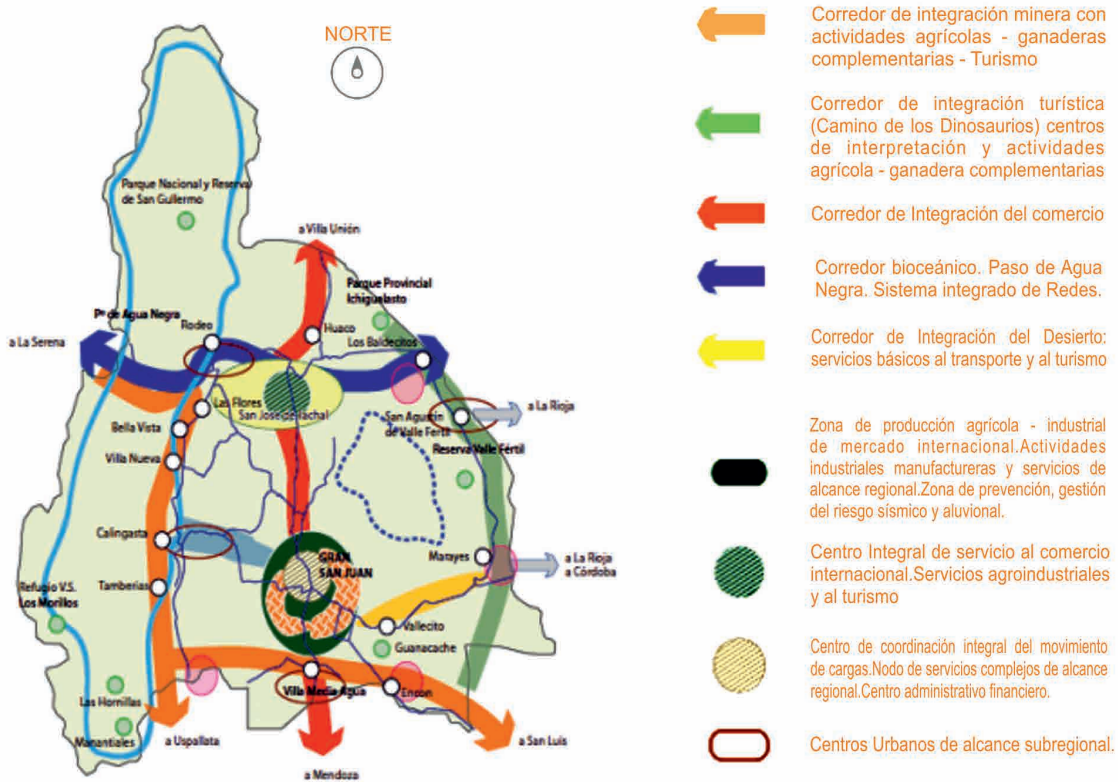 NORTE
Parque Nacional y Reserva
de San Gullermo
a Villa Unión
Parque Provincial
Ichigualasto
Pº de Agua Negra
Rodeo
Huaco
a La Serena
Los Baldecitos
Las Flores
San José de Jáchal
a La Rioja
San Agustín
de Valle Fértil
Bella Vista
Reserva Valle Fértil
Villa Nueva
Calingasta
GRAN
SAN JUAN
Marayes
a La Rioja
a Córdoba
Refugio V.S.
Los Morillos
Tamberías
Vallecito
Guanacache
Villa Media Agua
Encon
Las Hornillas
Manantiales
a Uspallata
a San Luis
a Mendoza
Corredor de integración minera con
actividades agrícolas - ganaderas
complementarias - Turismo
Corredor de integración turística
(Camino de los Dinosaurios) centros
de interpretación y actividades
agrícola - ganadera complementarias
Corredor de Integración del comercio
Corredor bioceánico. Paso de Agua
Negra. Sistema integrado de Redes.
Corredor de Integración del Desierto:
servicios básicos al transporte y al turismo
Zona de producción agrícola - industrial
de mercado internacional.Actividades
industriales manufactureras y servicios de
alcance regional.Zona de prevención, gestión
del riesgo sísmico y aluvional.
Centro Integral de servicio al comercio
internacional.Servicios agroindustriales
y al turismo
Centro de coordinación integral del movimiento
de cargas.Nodo de servicios complejos de alcance
regional.Centro administrativo financiero.
Centros Urbanos de alcance subregional.